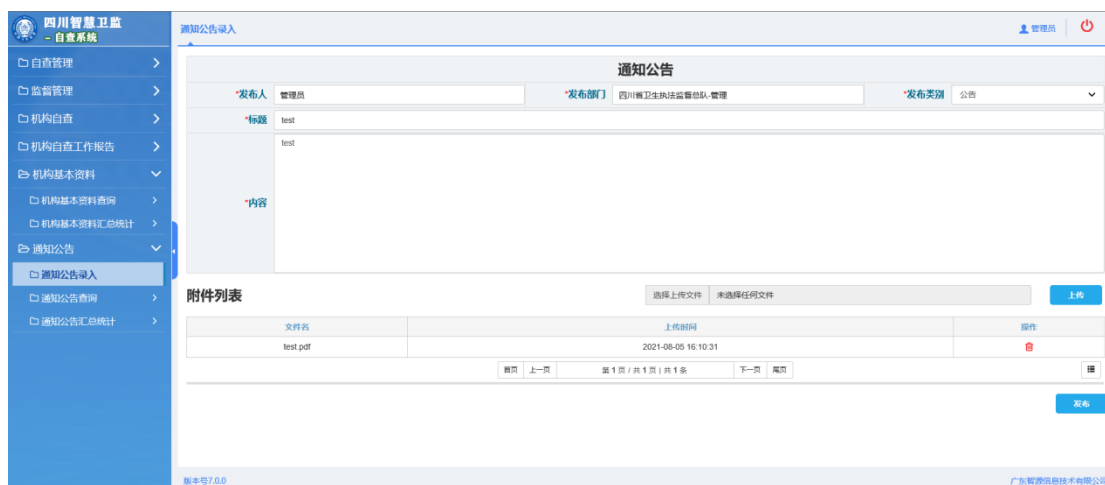 四川智慧卫监
- 自查系统
通知公告录入
管理员
自查管理
监督管理
机构自查
机构自查工作报告
机构基本资料
机构基本资料查询
机构基本资料汇总统计
通知公告
通知公告录入
通知公告查询
通知公告汇总统计
通知公告
*发布人 管理员 *发布部门 四川省卫生执法监督总队-管理 *发布类别 公告
*标题 test
*内容 test
附件列表 选择上传文件 未选择任何文件 上传
文件名 上传时间 操作
test.pdf 2021-08-05 16:10:31
首页 上一页 第 1 页 / 共 1 页 | 共 1 条 下一页 尾页
发布
版本号7.0.0 广东智源信息技术有限公司